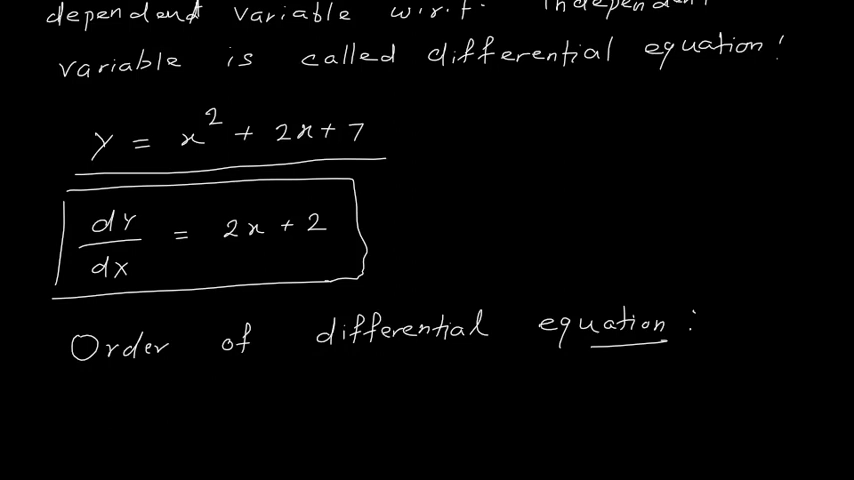 dependent variable w.r.t. independent
variable is called differential equation!
y = x² + 2x + 7
dy/dx = 2x + 2
Order of differential equation :